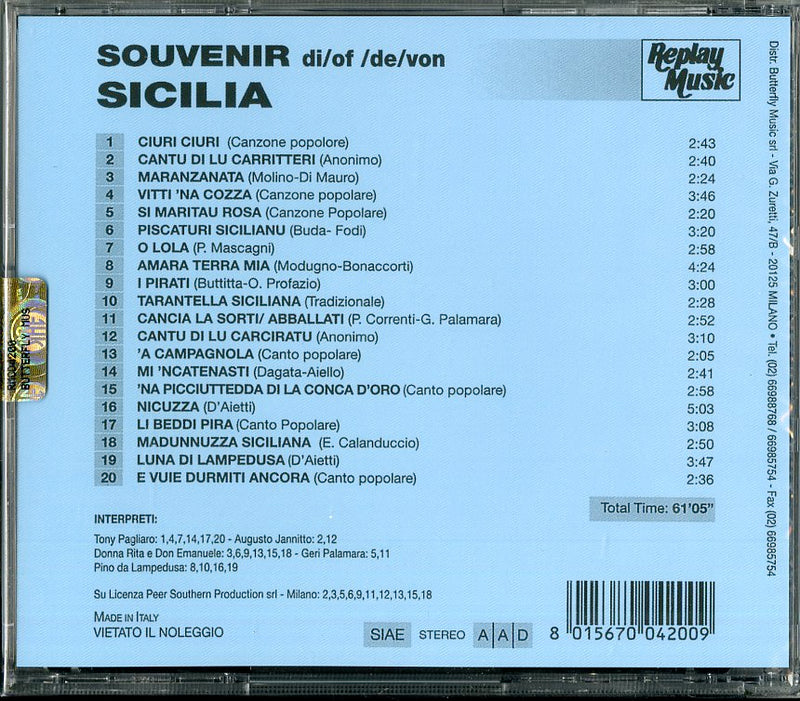 SOUVENIR di/of /de/von
SICILIA
Replay
Music
1 CIURI CIURI (Canzone popolore) 2:43
2 CANTU DI LU CARRITTERI (Anonimo) 2:40
3 MARANZANATA (Molino-Di Mauro) 2:24
4 VITTI 'NA COZZA (Canzone popolare) 3:46
5 SI MARITAU ROSA (Canzone Popolare) 2:20
6 PISCATURI SICILIANU (Buda- Fodi) 3:20
7 O LOLA (P. Mascagni) 2:58
8 AMARA TERRA MIA (Modugno-Bonaccorti) 4:24
9 I PIRATI (Buttitta-O. Profazio) 3:00
10 TARANTELLA SICILIANA (Tradizionale) 2:28
11 CANCIA LA SORTI/ ABBALLATI (P. Correnti-G. Palamara) 2:52
12 CANTU DI LU CARCIRATU (Anonimo) 3:10
13 'A CAMPAGNOLA (Canto popolare) 2:05
14 MI 'NCATENASTI (Dagata-Aiello) 2:41
15 'NA PICCIUTTEDDA DI LA CONCA D'ORO (Canto popolare) 2:58
16 NICUZZA (D'Aietti) 5:03
17 LI BEDDI PIRA (Canto Popolare) 3:08
18 MADUNNUZZA SICILIANA (E. Calanduccio) 2:50
19 LUNA DI LAMPEDUSA (D'Aietti) 3:47
20 E VUIE DURMITI ANCORA (Canto popolare) 2:36
Total Time: 61'05"
INTERPRETI:
Tony Pagliaro: 1,4,7,14,17,20 - Augusto Jannitto: 2,12
Donna Rita e Don Emanuele: 3,6,9,13,15,18 - Geri Palamara: 5,11
Pino da Lampedusa: 8,10,16,19
Su Licenza Peer Southern Production srl - Milano: 2,3,5,6,9,11,12,13,15,18
MADE IN ITALY
VIETATO IL NOLEGGIO
SIAE STEREO A A D
8 015670 042009
Distr. Butterfly Music srl - Via G. Zuretti, 47/B - 20125 MILANO • Tel. (02) 66988768 / 66985754 - Fax (02) 66985754
BUTTERFLY MUS